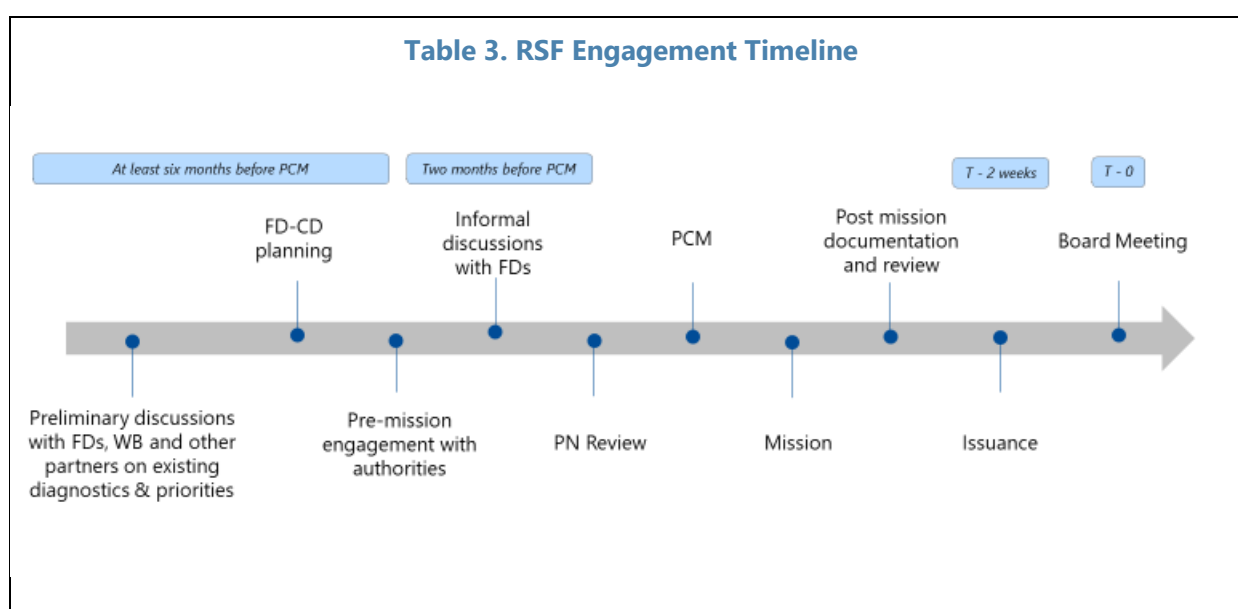 Table 3. RSF Engagement Timeline
At least six months before PCM
Two months before PCM
T - 2 weeks
T - 0
FD-CD
planning
Informal
discussions
with FDs
PCM
Post mission
documentation
and review
Board Meeting
Preliminary discussions
with FDs, WB and other
partners on existing
diagnostics & priorities
Pre-mission
engagement with
authorities
PN Review
Mission
Issuance